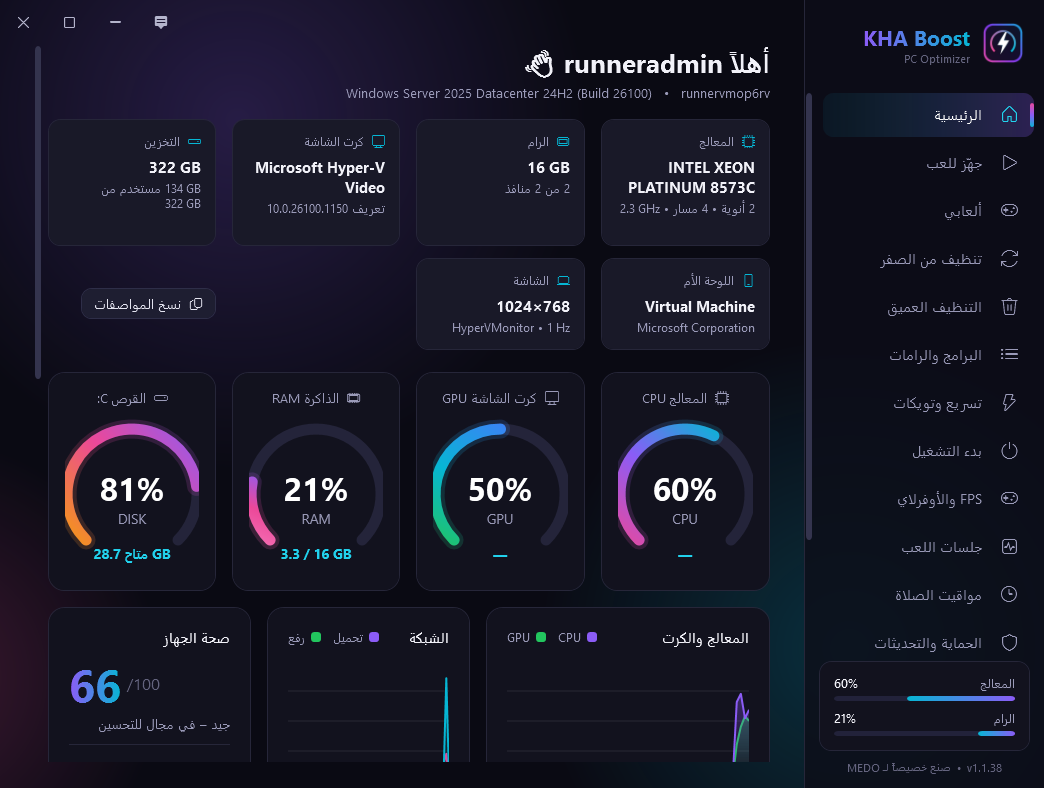 KHA Boost
PC Optimizer
الرئيسية
جهّز للعب
ألعابي
تنظيف من الصفر
التنظيف العميق
البرامج والرامات
تسريع وتويكات
بدء التشغيل
FPS والأوفرلاي
جلسات اللعب
مواقيت الصلاة
الحماية والتحديثات
المعالج 60%
الرام 21%
v1.1.38 • صنع خصيصاً لـ MEDO
أهلاً runneradmin
runnervmop6rv • Windows Server 2025 Datacenter 24H2 (Build 26100)
المعالج
INTEL XEON
PLATINUM 8573C
2 أنوية • 4 مسار • 2.3 GHz
الرام
16 GB
2 من 2 منافذ
كرت الشاشة
Microsoft Hyper-V
Video
تعريف 10.0.26100.1150
التخزين
322 GB
134 GB مستخدم من
322 GB
اللوحة الأم
Virtual Machine
Microsoft Corporation
الشاشة
1024×768
HyperVMonitor • 1 Hz
نسخ المواصفات
المعالج CPU
60%
CPU
—
كرت الشاشة GPU
50%
GPU
—
الذاكرة RAM
21%
RAM
3.3 / 16 GB
القرص C:
81%
DISK
28.7 متاح GB
المعالج والكرت
CPU
GPU
الشبكة
تحميل
رفع
صحة الجهاز
66 /100
جيد – في مجال للتحسين